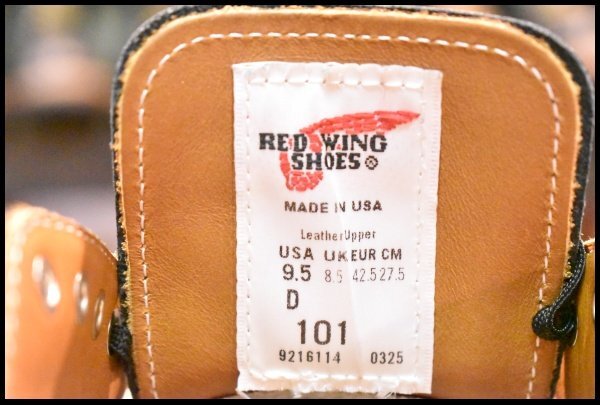 RED WING
SHOES®
MADE IN USA
Leather Upper
USA UK EUR CM
9.5 8.5 42.5 27.5
D
101
9216114 0325